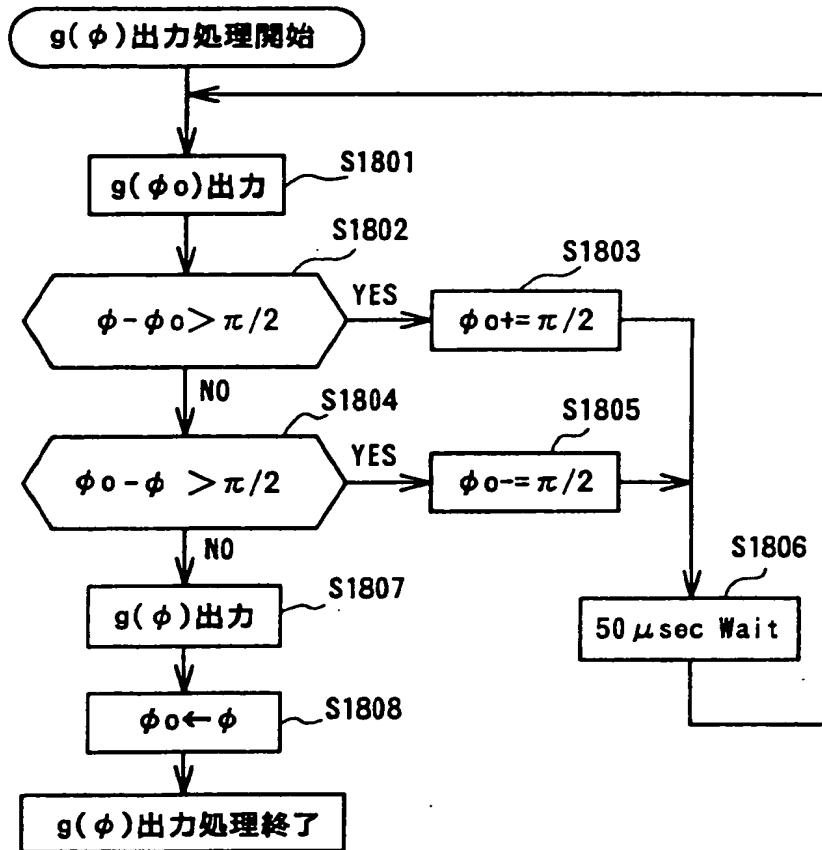 g(φ)出力処理開始
S1801
g(φo)出力
S1802
φ-φo>π/2
YES
S1803
φo+=π/2
NO
S1804
φo-φ >π/2
YES
S1805
φo-=π/2
NO
S1806
50μsec Wait
S1807
g(φ)出力
S1808
φo←φ
g(φ)出力処理終了